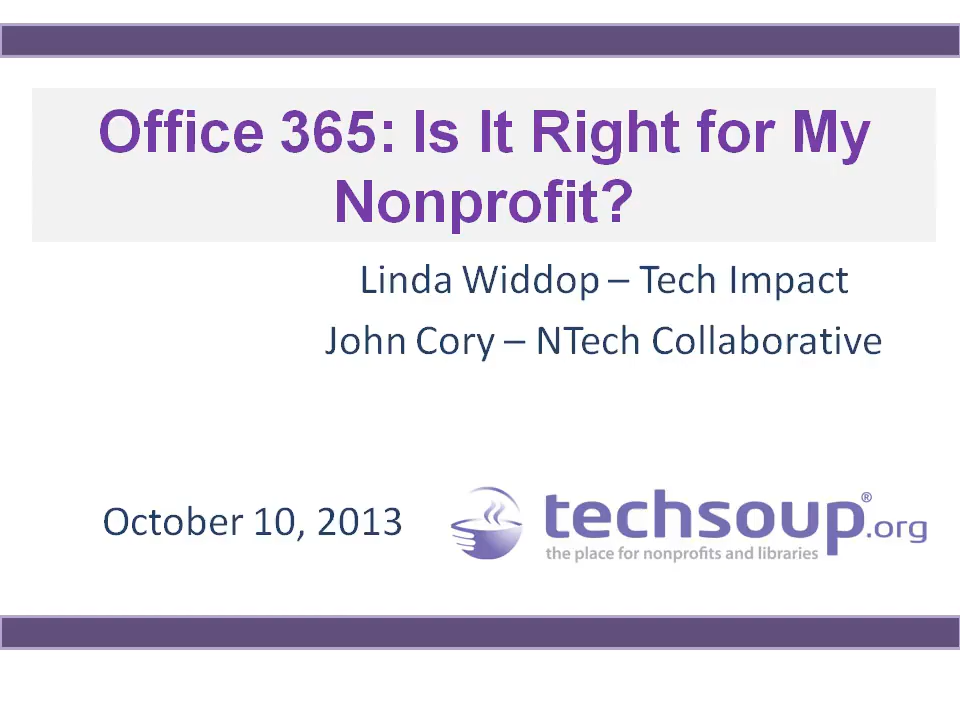 Office 365: Is It Right for My
Nonprofit?
Linda Widdop – Tech Impact
John Cory – NTech Collaborative
October 10, 2013
techsoup®.org
the place for nonprofits and libraries